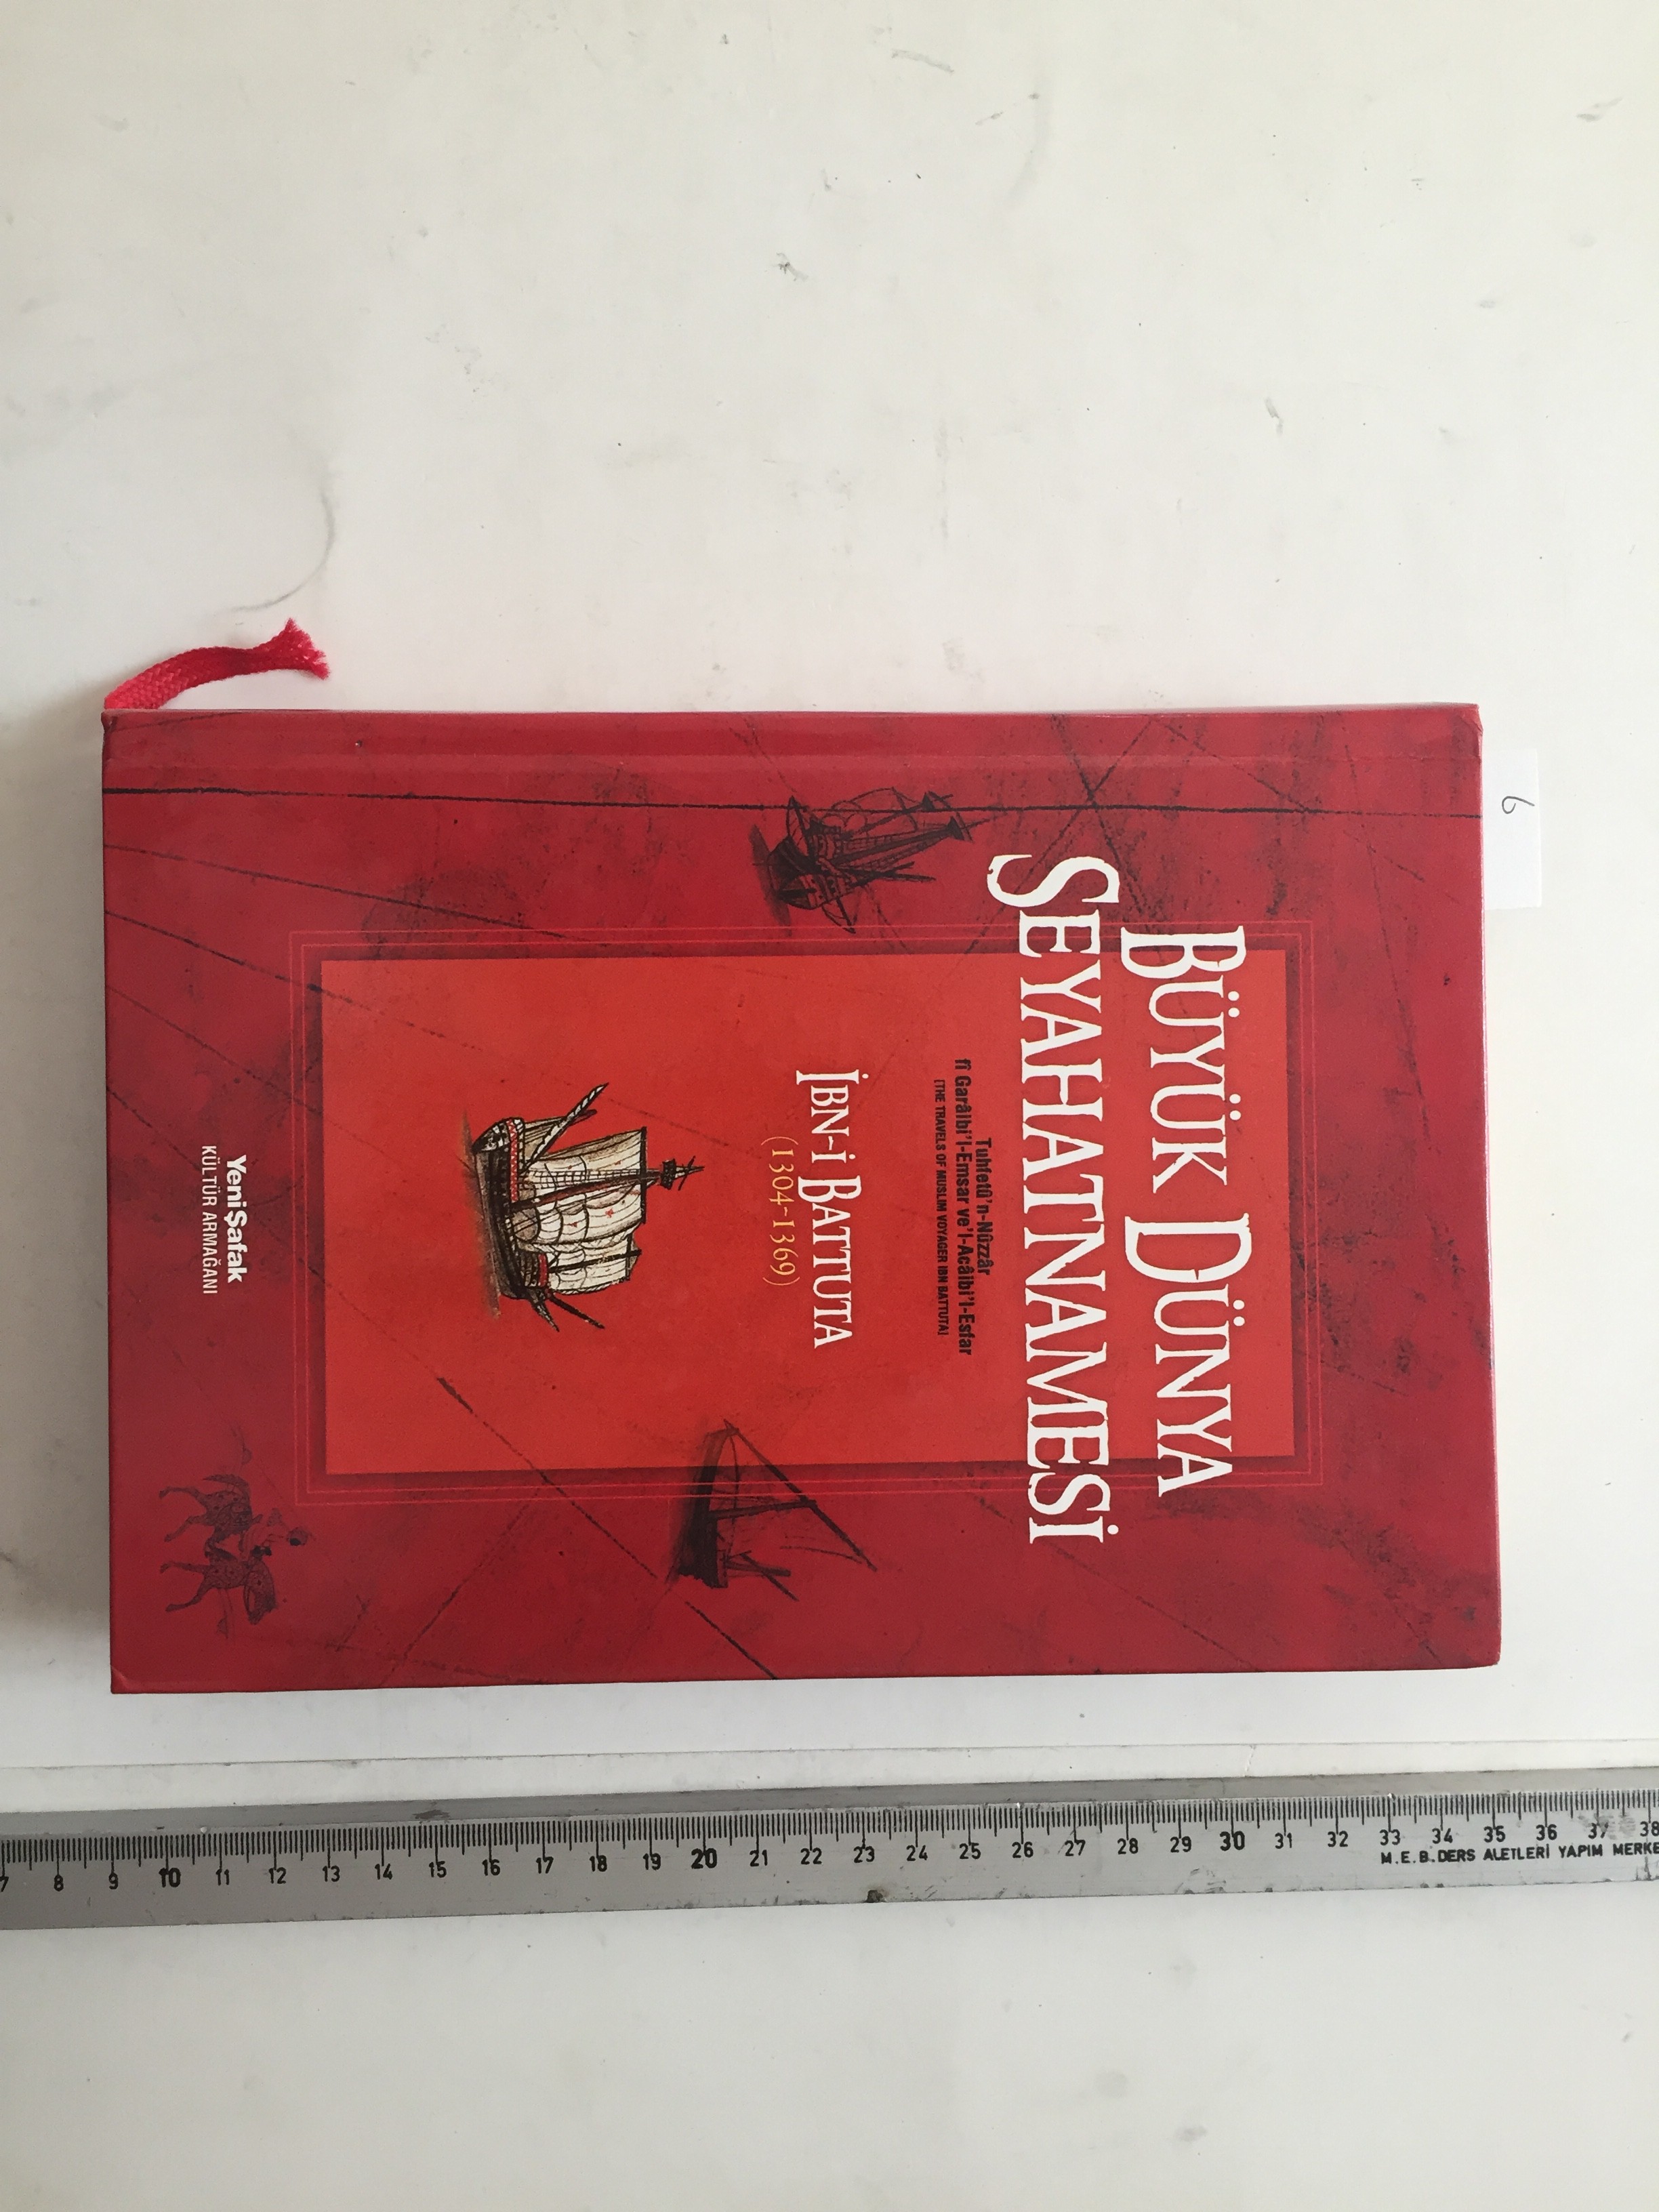 6
BÜYÜK DÜNYA
SEYAHATNAMESİ
Tuhfetü'n-Nûzzâr
fî Garâibi'l-Emsar ve'l-Acâibi'l-Esfar
[THE TRAVELS OF MUSLIM VOYAGER IBN BATTUTA]
İBN-İ BATTUTA
(1304-1369)
YeniŞafak
KÜLTÜR ARMAĞANI
7 8 9 10 11 12 13 14 15 16 17 18 19 20 21 22 23 24 25 26 27 28 29 30 31 32 33 34 35 36 37 38
M.E.B. DERS ALETLERİ YAPIM MERKE